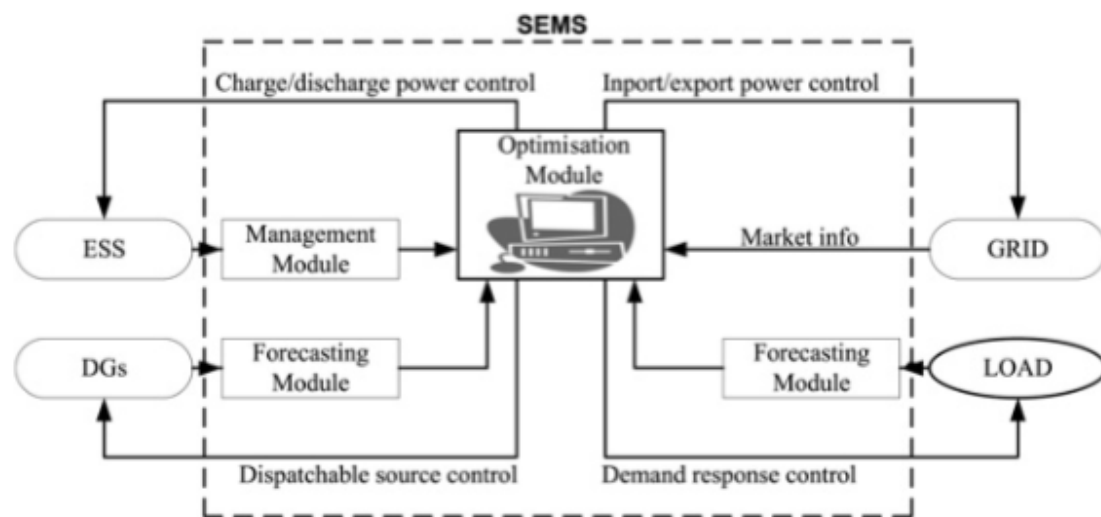 SEMS
Charge/discharge power control
Inport/export power control
Optimisation
Module
ESS
Management
Module
Market info
GRID
DGs
Forecasting
Module
Forecasting
Module
LOAD
Dispatchable source control
Demand response control